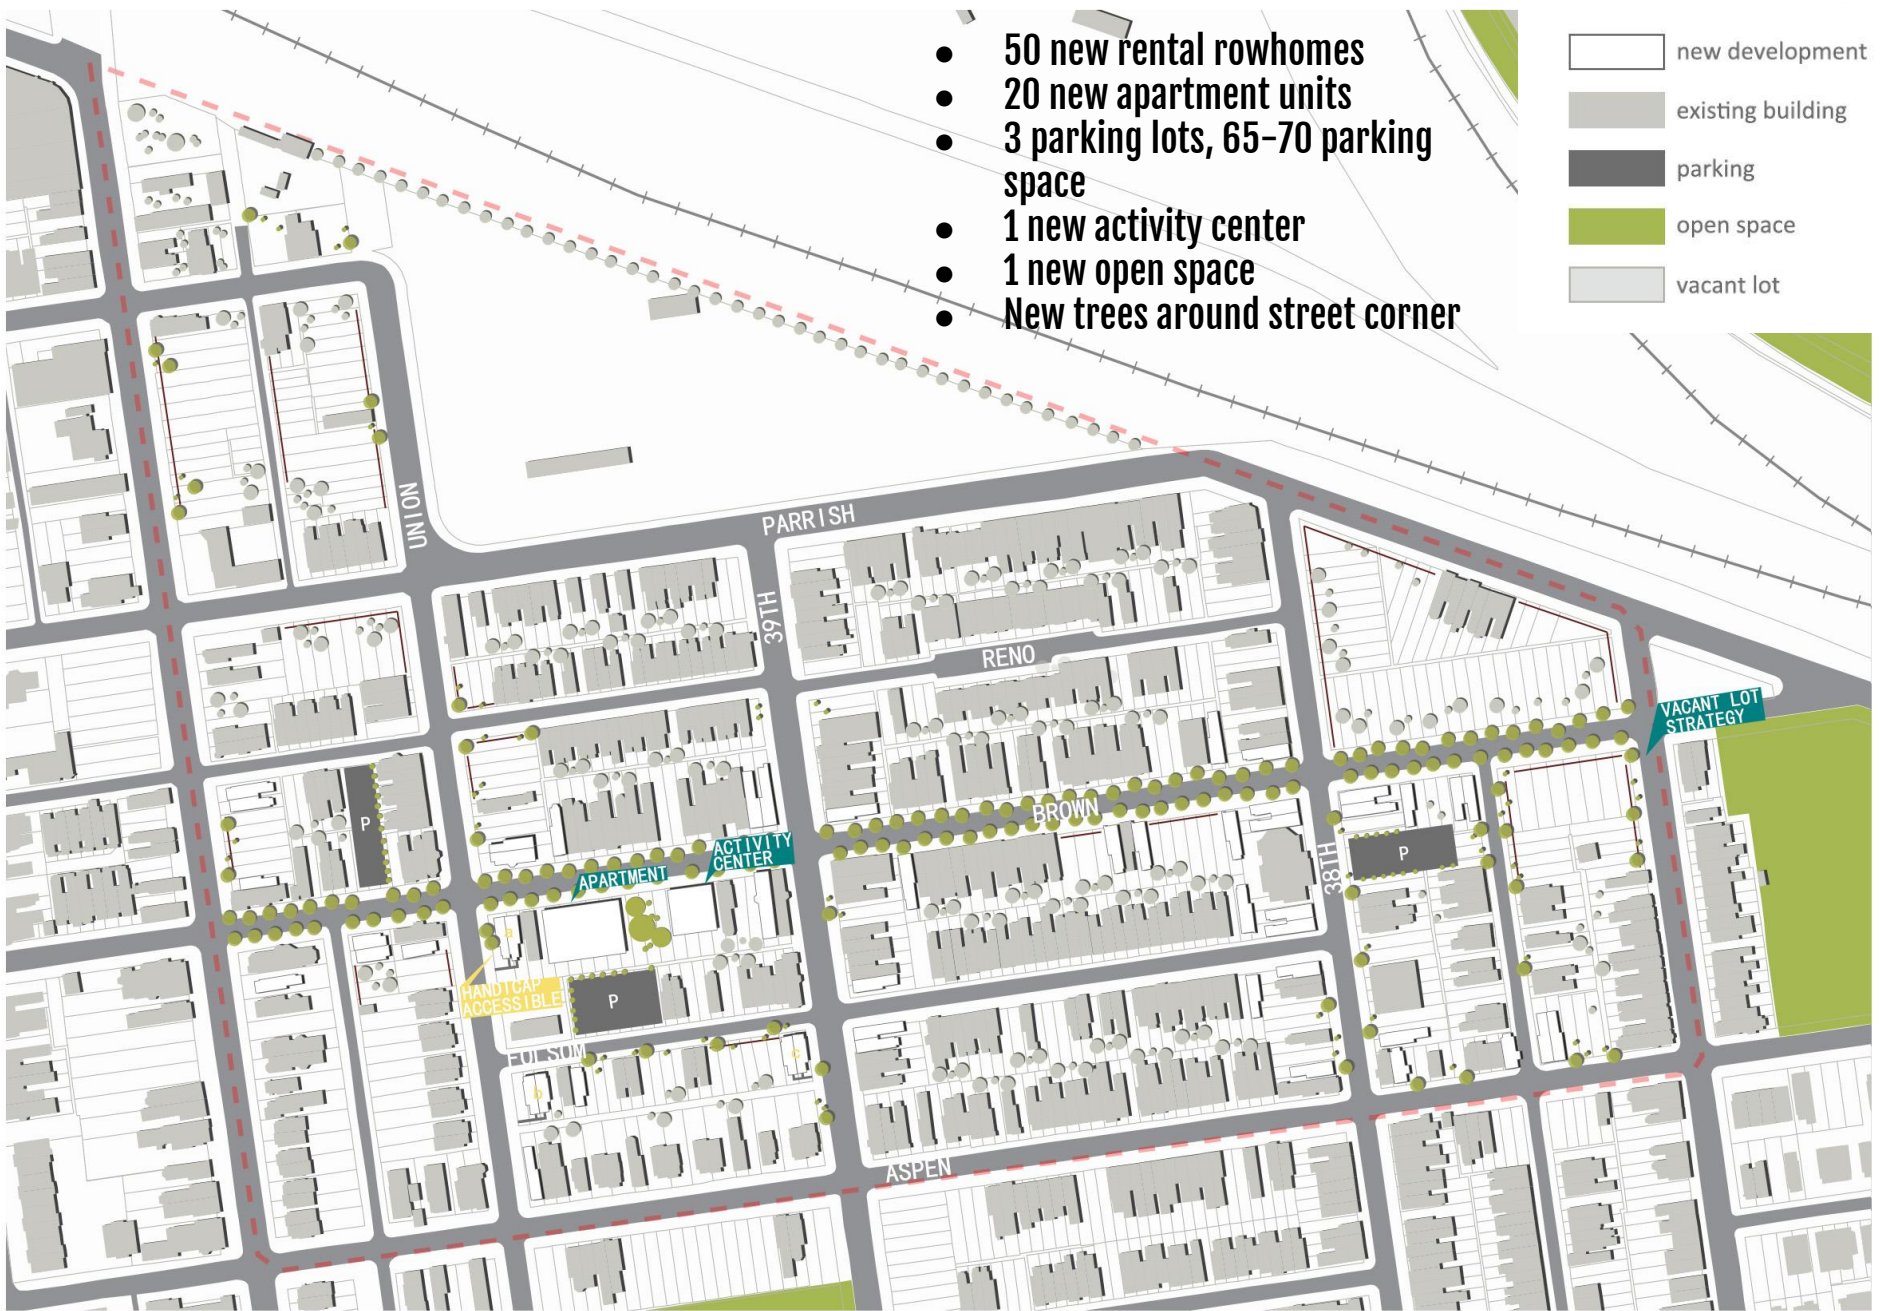 ● 50 new rental rowhomes
● 20 new apartment units
● 3 parking lots, 65-70 parking
space
● 1 new activity center
● 1 new open space
● New trees around street corner
new development
existing building
parking
open space
vacant lot
UNION
PARRISH
39TH
RENO
VACANT LOT
STRATEGY
P
BROWN
ACTIVITY
CENTER
APARTMENT
38TH
P
a
HANDICAP
ACCESSIBLE
P
FOLSOM
c
b
ASPEN